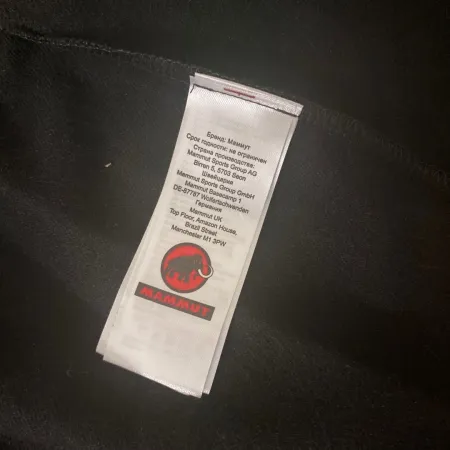 Бренд: Маммут
Срок годности: не ограничен
Страна производства:
Mammut Sports Group AG
Birren 5, 5703 Seon
Швейцария
Mammut Sports Group GmbH
Mammut Basecamp 1
DE-87787 Wolfertschwenden
Германия
Mammut UK
Top Floor, Amazon House,
Brazil Street
Manchester M1 3PW
MAMMUT